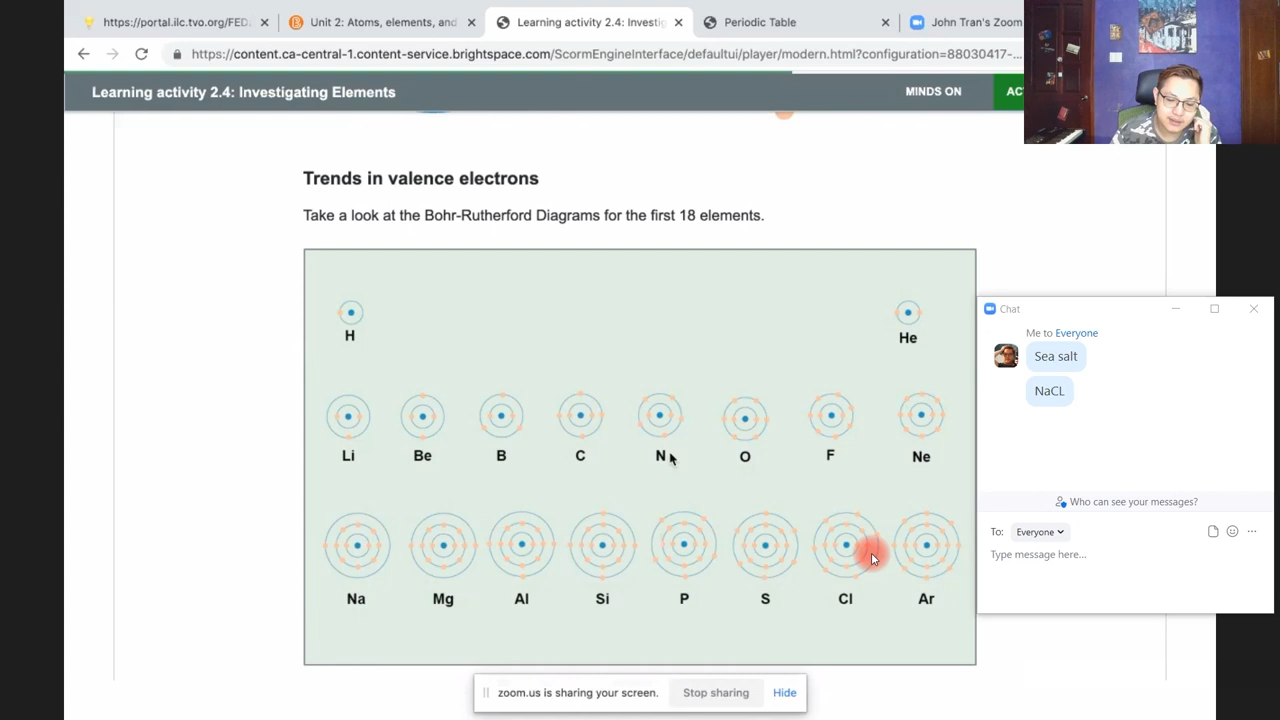 https://portal.ilc.tvo.org/FED
Unit 2: Atoms, elements, and
Learning activity 2.4: Investig
Periodic Table
John Tran's Zoom
https://content.ca-central-1.content-service.brightspace.com/ScormEngineInterface/defaultui/player/modern.html?configuration=88030417-...
Learning activity 2.4: Investigating Elements
MINDS ON
AC
Trends in valence electrons
Take a look at the Bohr-Rutherford Diagrams for the first 18 elements.
H He
Li Be B C N O F Ne
Na Mg Al Si P S Cl Ar
Chat
Me to Everyone
Sea salt
NaCL
Who can see your messages?
To: Everyone
Type message here...
zoom.us is sharing your screen. Stop sharing Hide